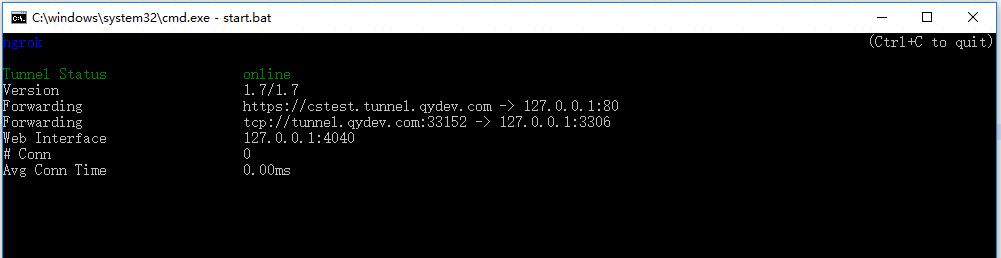 C:\windows\system32\cmd.exe - start.bat
ngrok (Ctrl+C to quit)
Tunnel Status online
Version 1.7/1.7
Forwarding https://cstest.tunnel.qydev.com -> 127.0.0.1:80
Forwarding tcp://tunnel.qydev.com:33152 -> 127.0.0.1:3306
Web Interface 127.0.0.1:4040
# Conn 0
Avg Conn Time 0.00ms